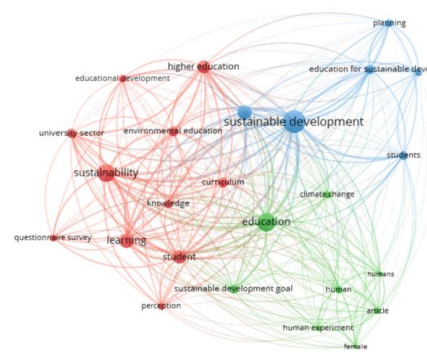 planning
higher education
education for sustainable deve
educational development
sustainable development
university sector
environmental education
students
sustainability
curriculum
climate change
knowledge
education
learning
questionnaire survey
student
humans
sustainable development goal
human
perception
article
human experiment
female